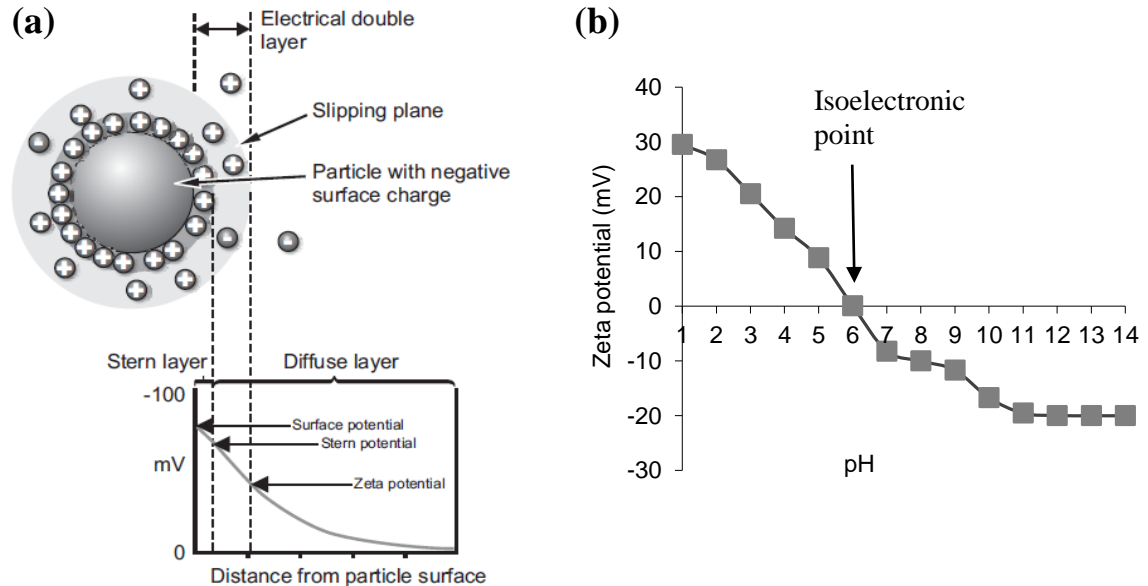 (a)
Electrical double
layer
Slipping plane
Particle with negative
surface charge
Stern layer
Diffuse layer
-100
Surface potential
Stern potential
mV
Zeta potential
0
Distance from particle surface
(b)
Isoelectronic
point
Zeta potential (mV)
40
30
20
10
0
-10
-20
-30
1 2 3 4 5 6 7 8 9 10 11 12 13 14
pH